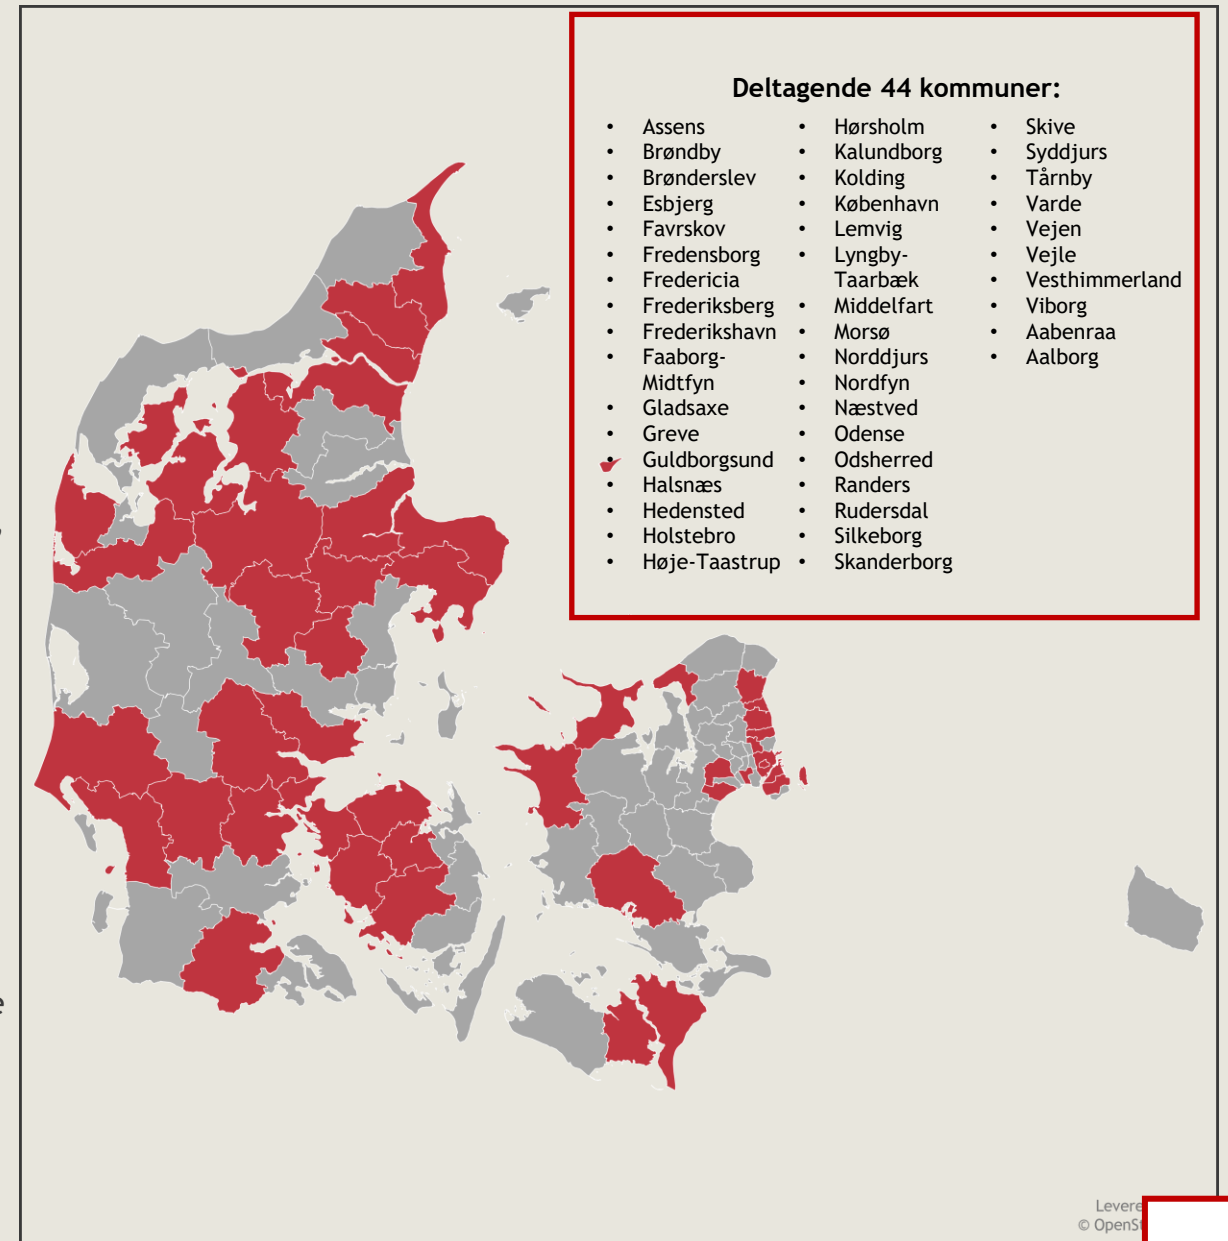 Deltagende 44 kommuner:
• Assens
• Brøndby
• Brønderslev
• Esbjerg
• Favrskov
• Fredensborg
• Fredericia
• Frederiksberg
• Frederikshavn
• Faaborg-
Midtfyn
• Gladsaxe
• Greve
• Guldborgsund
• Halsnæs
• Hedensted
• Holstebro
• Høje-Taastrup
• Hørsholm
• Kalundborg
• Kolding
• København
• Lemvig
• Lyngby-
Taarbæk
• Middelfart
• Morsø
• Norddjurs
• Nordfyn
• Næstved
• Odense
• Odsherred
• Randers
• Rudersdal
• Silkeborg
• Skanderborg
• Skive
• Syddjurs
• Tårnby
• Varde
• Vejen
• Vejle
• Vesthimmerland
• Viborg
• Aabenraa
• Aalborg
Levere
© OpenSt